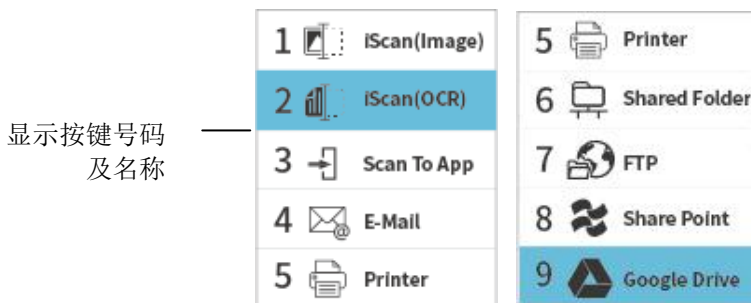 显示按键号码
及名称
1 iScan(Image)
2 iScan(OCR)
3 Scan To App
4 E-Mail
5 Printer
5 Printer
6 Shared Folder
7 FTP
8 Share Point
9 Google Drive